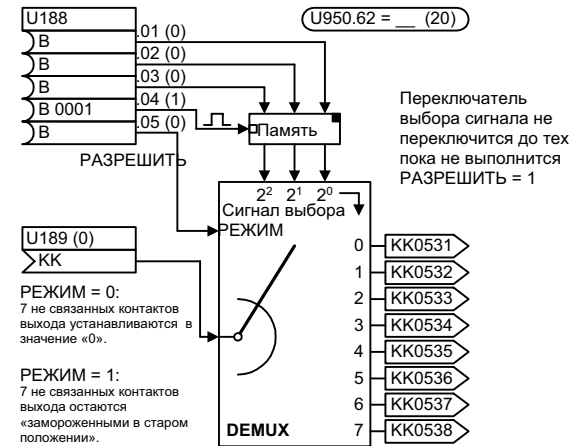 U188
U950.62 = __ (20)
B .01 (0)
B .02 (0)
B .03 (0)
B 0001 .04 (1)
B .05 (0)
РАЗРЕШИТЬ
Память
Переключатель
выбора сигнала не
переключится до тех
пока не выполнится
РАЗРЕШИТЬ = 1
2² 2¹ 2⁰
Сигнал выбора
РЕЖИМ
U189 (0)
KK
РЕЖИМ = 0:
7 не связанных контактов
выхода устанавливаются в
значение «0».
РЕЖИМ = 1:
7 не связанных контактов
выхода остаются
«замороженными в старом
положении».
0 KK0531
1 KK0532
2 KK0533
3 KK0534
4 KK0535
5 KK0536
6 KK0537
7 KK0538
DEMUX